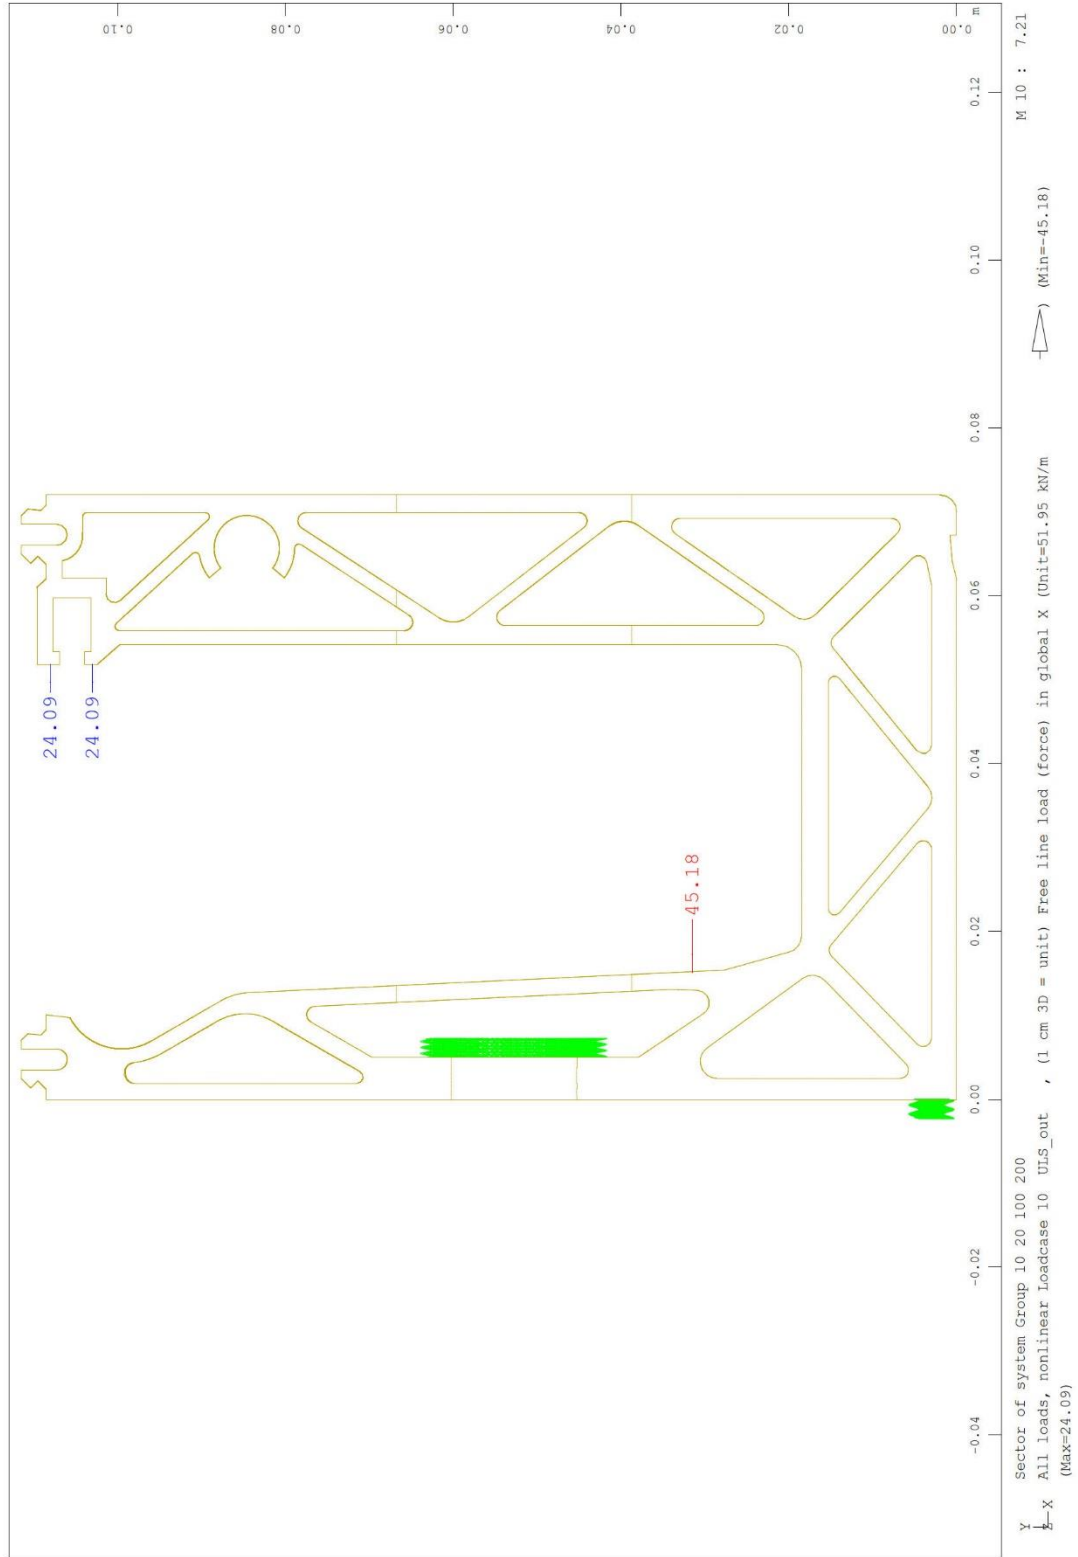 24.09
24.09
-45.18
0.10
0.08
0.06
0.04
0.02
0.00
m
-0.04 -0.02 0.00 0.02 0.04 0.06 0.08 0.10 0.12
Y
X
Z
Sector of system Group 10 20 100 200 M 10 : 7.21
All loads, nonlinear Loadcase 10 ULS_out , (1 cm 3D = unit) Free line load (force) in global X (Unit=51.95 kN/m ) (Min=-45.18)
(Max=24.09)